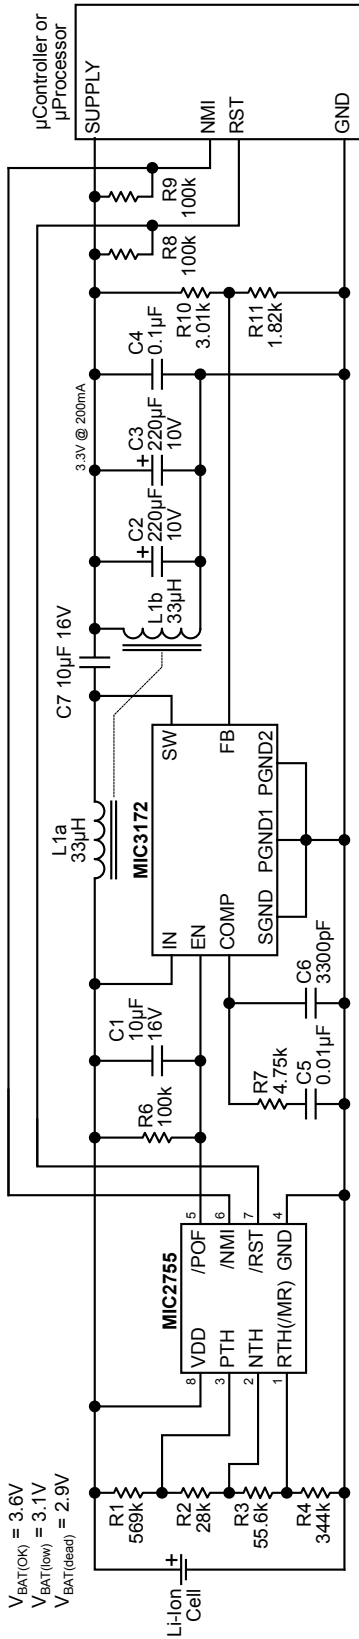 V_BAT(OK) = 3.6V
V_BAT(low) = 3.1V
V_BAT(dead) = 2.9V
Li-Ion
Cell
+
R1
569k
R2
28k
R3
55.6k
R4
344k
MIC2755
8
VDD
3
PTH
2
NTH
1
RTH(/MR)
/POF
5
/NMI
6
/RST
7
GND
4
R6
100k
C1
10µF
16V
R7
4.75k
C5
0.01µF
C6
3300pF
L1a
33µH
MIC3172
IN
EN
COMP
SW
FB
SGND
PGND1
PGND2
C7 10µF 16V
L1b
33µH
+
C2
220µF
10V
+
C3
220µF
10V
C4
0.1µF
3.3V @ 200mA
R10
3.01k
R11
1.82k
R8
100k
R9
100k
µController or
µProcessor
SUPPLY
NMI
RST
GND